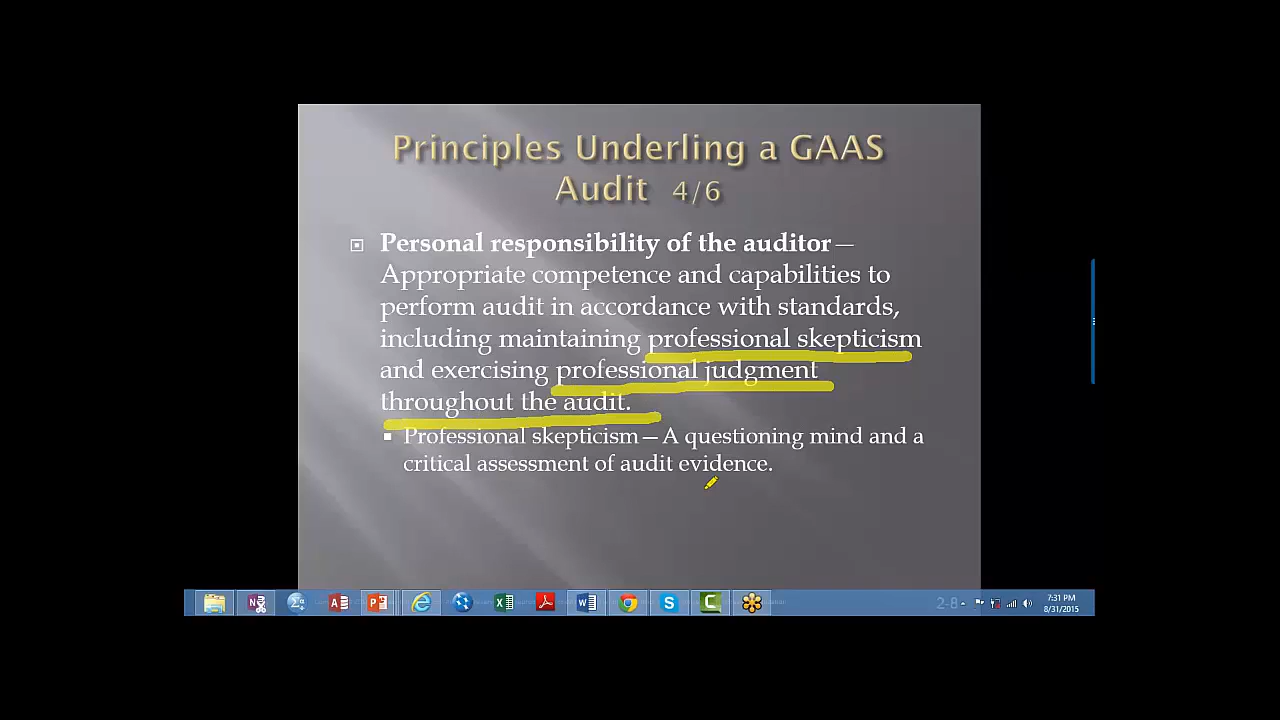 Principles Underling a GAAS
Audit 4/6
Personal responsibility of the auditor—
Appropriate competence and capabilities to
perform audit in accordance with standards,
including maintaining professional skepticism
and exercising professional judgment
throughout the audit.
Professional skepticism—A questioning mind and a
critical assessment of audit evidence.
2-8
7:31 PM
8/31/2015